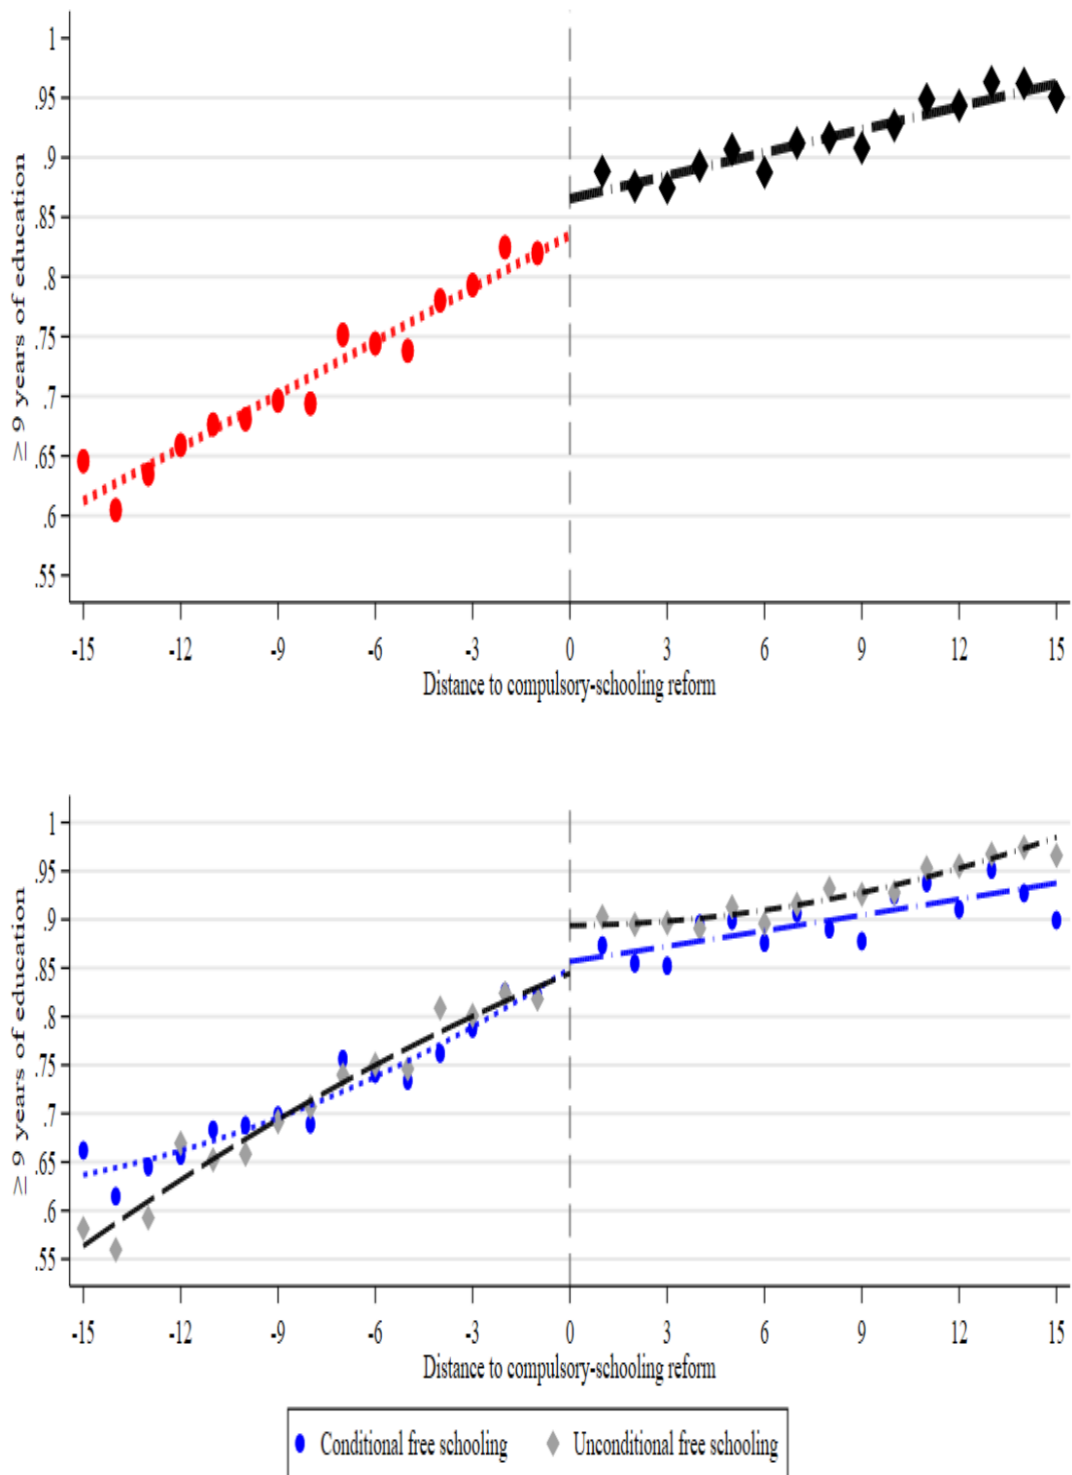 1
.95
.9
.85
.8
.75
.7
.65
.6
.55
≥ 9 years of education
-15 -12 -9 -6 -3 0 3 6 9 12 15
Distance to compulsory-schooling reform
1
.95
.9
.85
.8
.75
.7
.65
.6
.55
≥ 9 years of education
-15 -12 -9 -6 -3 0 3 6 9 12 15
Distance to compulsory-schooling reform
Conditional free schooling Unconditional free schooling